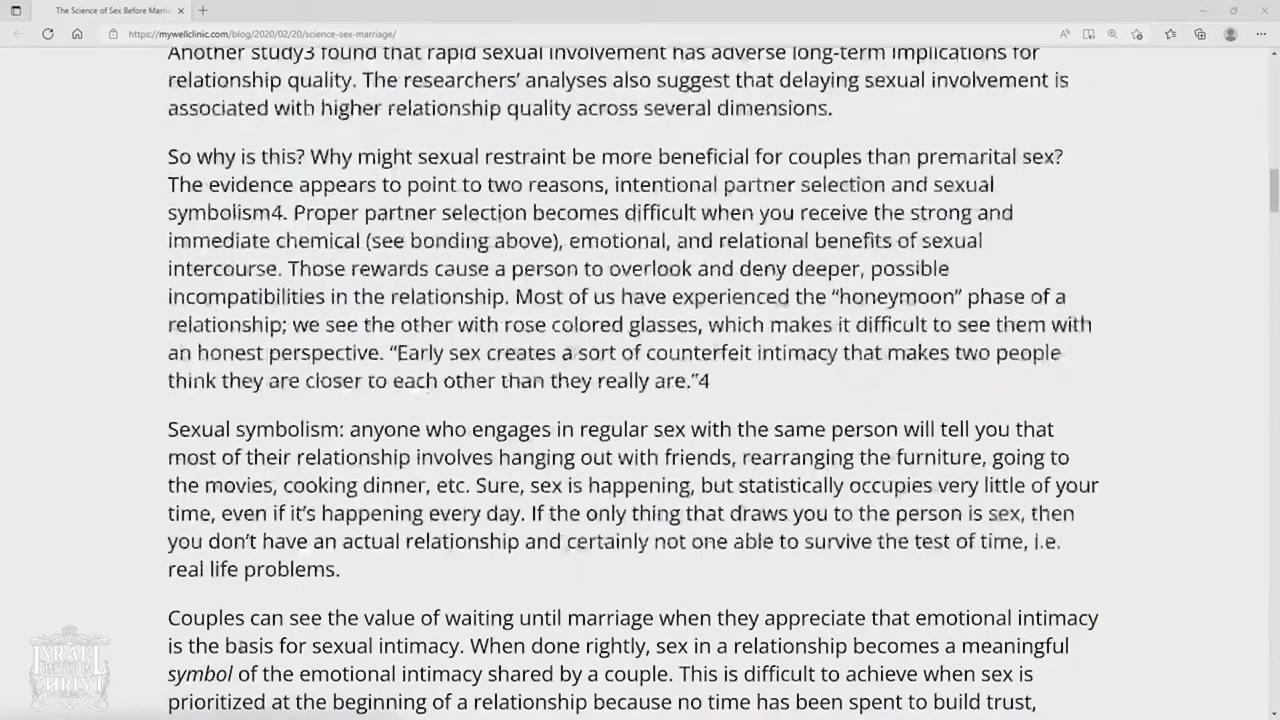 The Science of Sex Before Marri
https://mywellclinic.com/blog/2020/02/20/science-sex-marriage/
Another study3 found that rapid sexual involvement has adverse long-term implications for
relationship quality. The researchers’ analyses also suggest that delaying sexual involvement is
associated with higher relationship quality across several dimensions.
So why is this? Why might sexual restraint be more beneficial for couples than premarital sex?
The evidence appears to point to two reasons, intentional partner selection and sexual
symbolism4. Proper partner selection becomes difficult when you receive the strong and
immediate chemical (see bonding above), emotional, and relational benefits of sexual
intercourse. Those rewards cause a person to overlook and deny deeper, possible
incompatibilities in the relationship. Most of us have experienced the “honeymoon” phase of a
relationship; we see the other with rose colored glasses, which makes it difficult to see them with
an honest perspective. “Early sex creates a sort of counterfeit intimacy that makes two people
think they are closer to each other than they really are.”4
Sexual symbolism: anyone who engages in regular sex with the same person will tell you that
most of their relationship involves hanging out with friends, rearranging the furniture, going to
the movies, cooking dinner, etc. Sure, sex is happening, but statistically occupies very little of your
time, even if it’s happening every day. If the only thing that draws you to the person is sex, then
you don’t have an actual relationship and certainly not one able to survive the test of time, i.e.
real life problems.
Couples can see the value of waiting until marriage when they appreciate that emotional intimacy
is the basis for sexual intimacy. When done rightly, sex in a relationship becomes a meaningful
symbol of the emotional intimacy shared by a couple. This is difficult to achieve when sex is
prioritized at the beginning of a relationship because no time has been spent to build trust,
ISRAEL
CHRIST